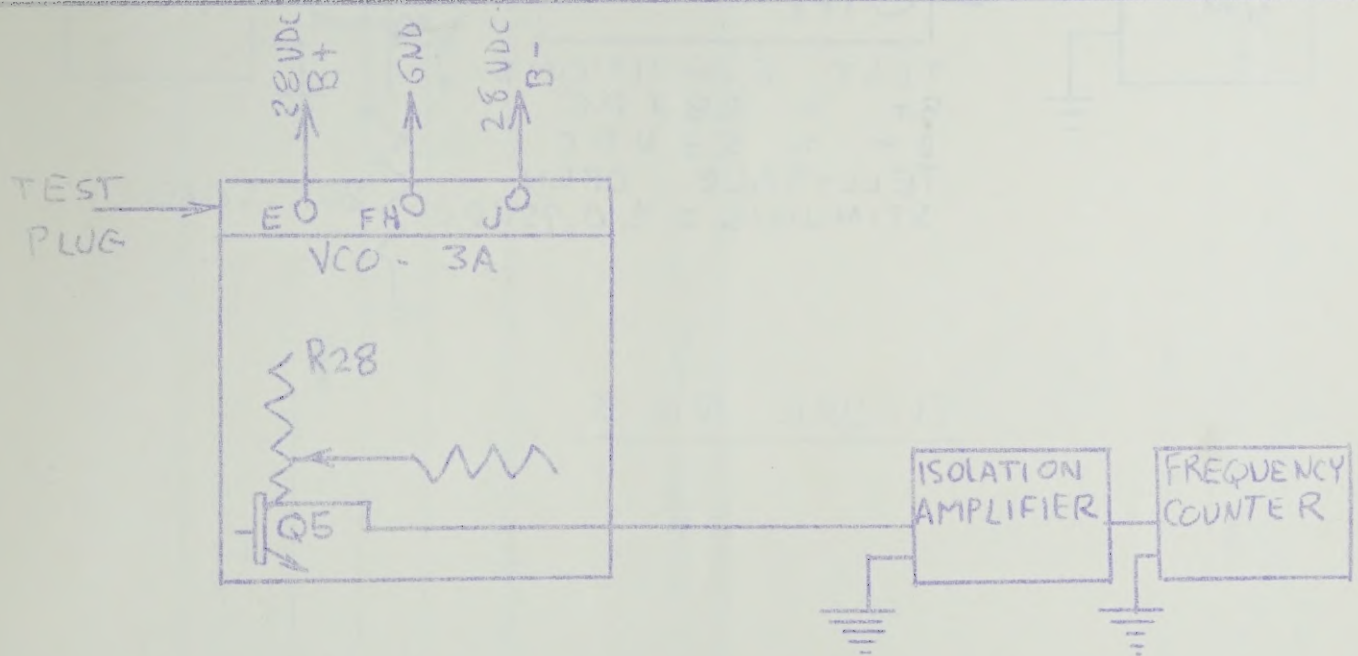 28 VDC
B+
GND
28 VDC
B-
TEST
PLUG
E
FH
J
VCO - 3A
R28
Q5
ISOLATION
AMPLIFIER
FREQUENCY
COUNTER